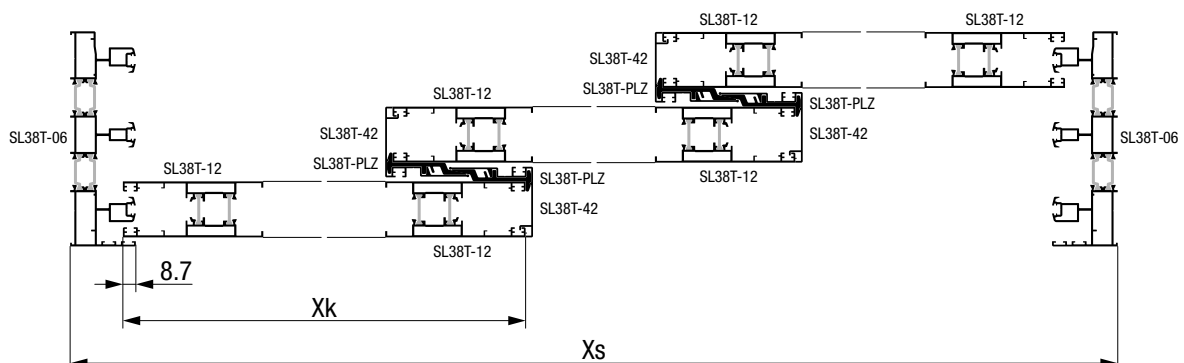 SL38T-12 SL38T-12
SL38T-42
SL38T-PLZ
SL38T-12 SL38T-PLZ
SL38T-06 SL38T-42 SL38T-42 SL38T-06
SL38T-PLZ
SL38T-12 SL38T-PLZ SL38T-12
SL38T-42
SL38T-12
8.7
Xk
Xs